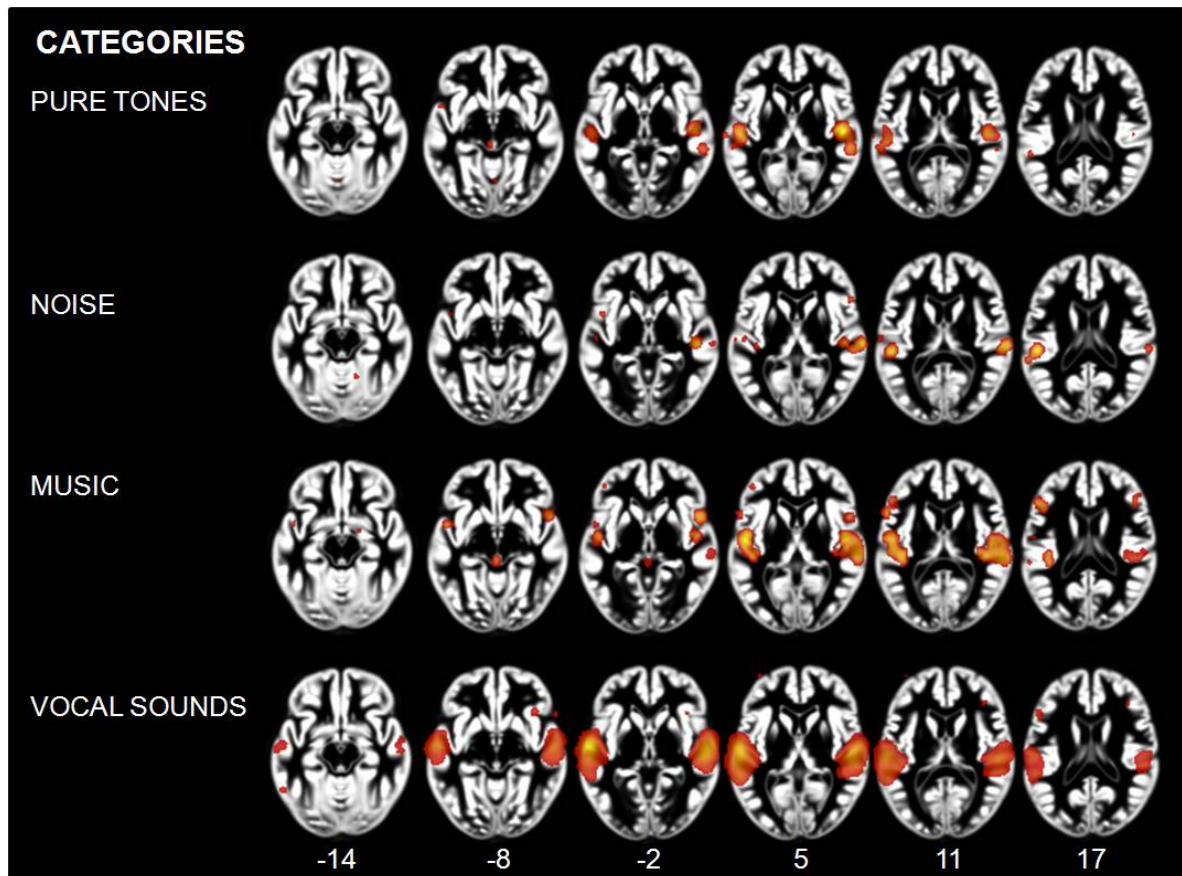 CATEGORIES
PURE TONES
NOISE
MUSIC
VOCAL SOUNDS
-14 -8 -2 5 11 17